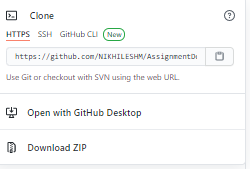 Clone
HTTPS SSH GitHub CLI New
https://github.com/NIKHILESHM/AssignmentDe
Use Git or checkout with SVN using the web URL.
Open with GitHub Desktop
Download ZIP